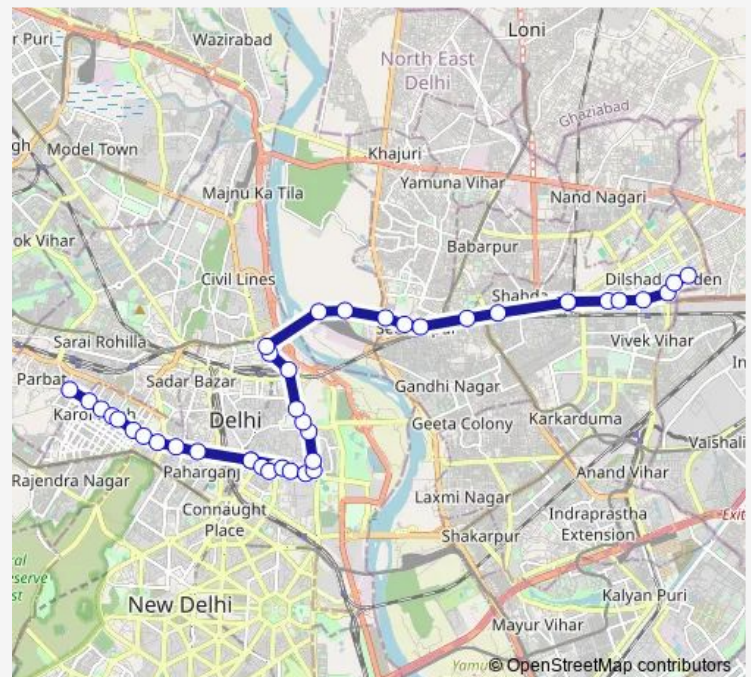 Loni
r Puri
Wazirabad
North East
Delhi
Ghaziabad
gh
Model Town
Khajuri
Yamuna Vihar
Majnu Ka Tila
Nand Nagari
ok Vihar
Babarpur
Civil Lines
Dilshad
den
Shahda
Sarai Rohilla
Vivek Vihar
Parbat
Sadar Bazar
Gandhi Nagar
In
Delhi
Geeta Colony
Karkarduma
Vaishali
Rajendra Nagar
Paharganj
Anand Vihar
Connaught
Place
Laxmi Nagar
Indraprastha
Extension
Exit
Shakarpur
New Delhi
Kalyan Puri
Mayur Vihar
© OpenStreetMap contributors